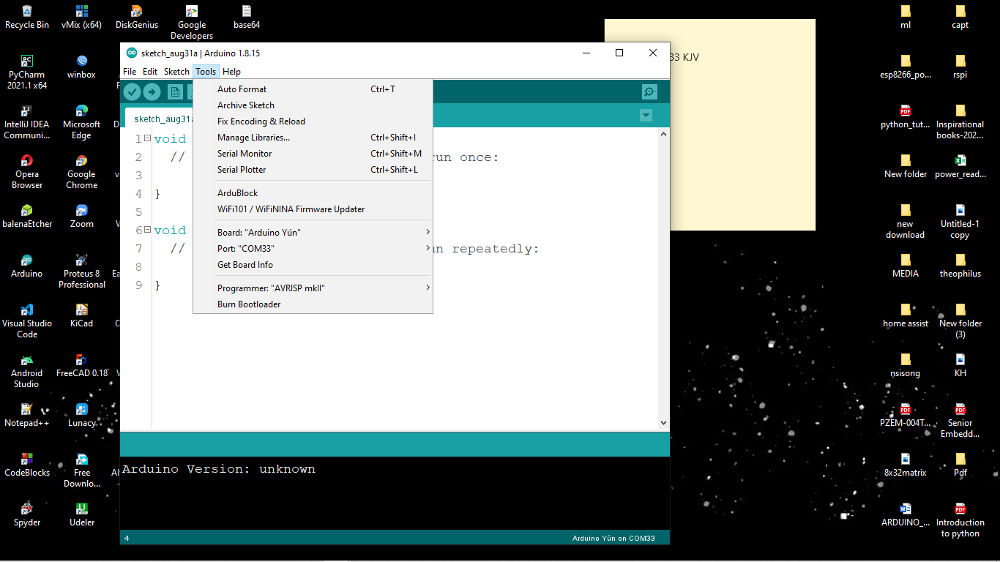 Recycle Bin
vMix (x64)
DiskGenius
Google
Developers
base64
PyCharm
2021.1 x64
winbox
IntelliJ IDEA
Communi...
Microsoft
Edge
Opera
Browser
Google
Chrome
balenaEtcher
Zoom
Arduino
Proteus 8
Professional
Visual Studio
Code
KiCad
Android
Studio
FreeCAD 0.18
Notepad++
Lunacy
CodeBlocks
Free
Downlo...
Spyder
Udeler
sketch_aug31a | Arduino 1.8.15
File Edit Sketch Tools Help
sketch_aug31a
1 void
2 // run once:
3
4 }
5
6 void
7 // repeatedly:
8
9 }
Auto Format Ctrl+T
Archive Sketch
Fix Encoding & Reload
Manage Libraries... Ctrl+Shift+I
Serial Monitor Ctrl+Shift+M
Serial Plotter Ctrl+Shift+L
ArduBlock
WiFi101 / WiFiNINA Firmware Updater
Board: "Arduino Yún"
Port: "COM33"
Get Board Info
Programmer: "AVRISP mkII"
Burn Bootloader
Arduino Version: unknown
4 Arduino Yún on COM33
33 KJV
ml
capt
esp8266_po...
rspi
python_tut...
Inspirational
books-202...
New folder
power_read...
new
download
Untitled-1
copy
MEDIA
theophilus
home assist
New folder
(3)
nsisong
KH
PZEM-004T...
Senior
Embedd...
8x32matrix
Pdf
ARDUINO_...
Introduction
to python